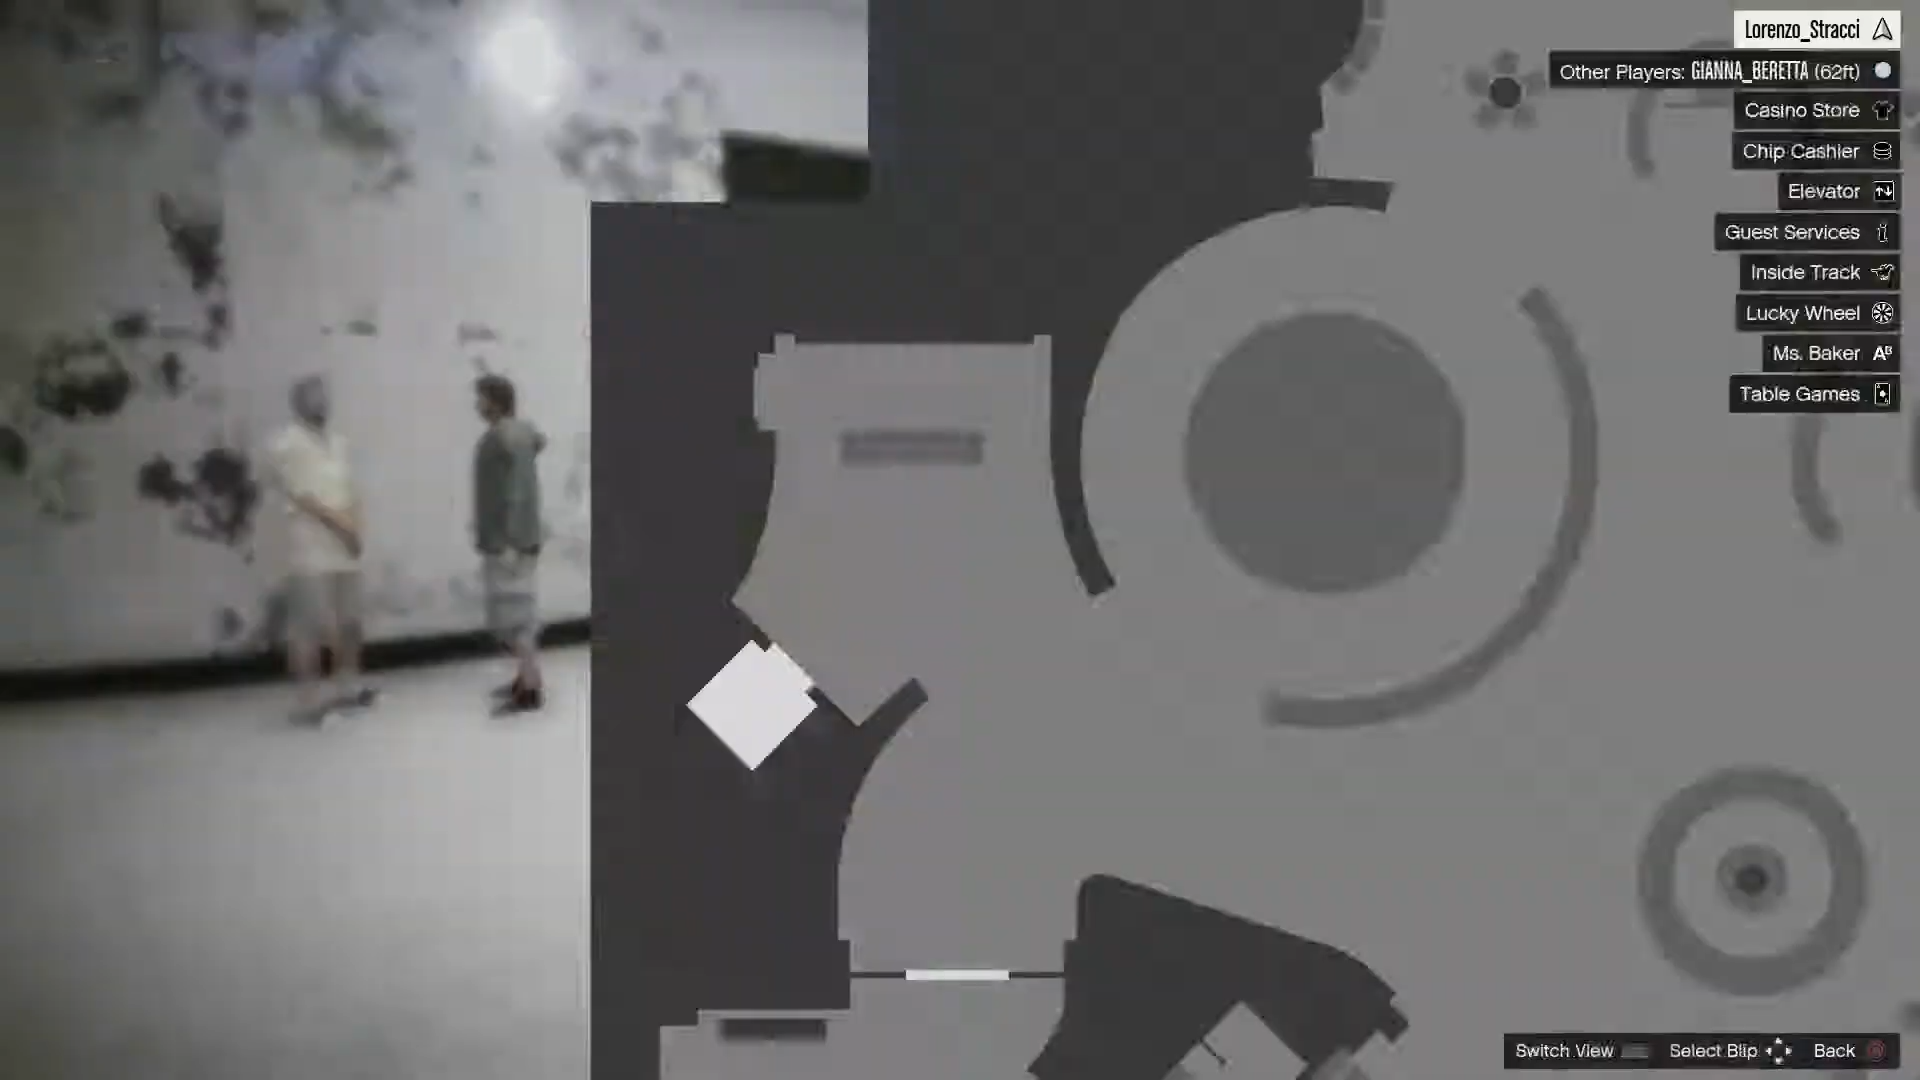 Lorenzo_Stracci
Other Players: GIANNA_BERETTA (62ft)
Casino Store
Chip Cashier
Elevator
Guest Services
Inside Track
Lucky Wheel
Ms. Baker
Table Games
Switch View Select Blip Back